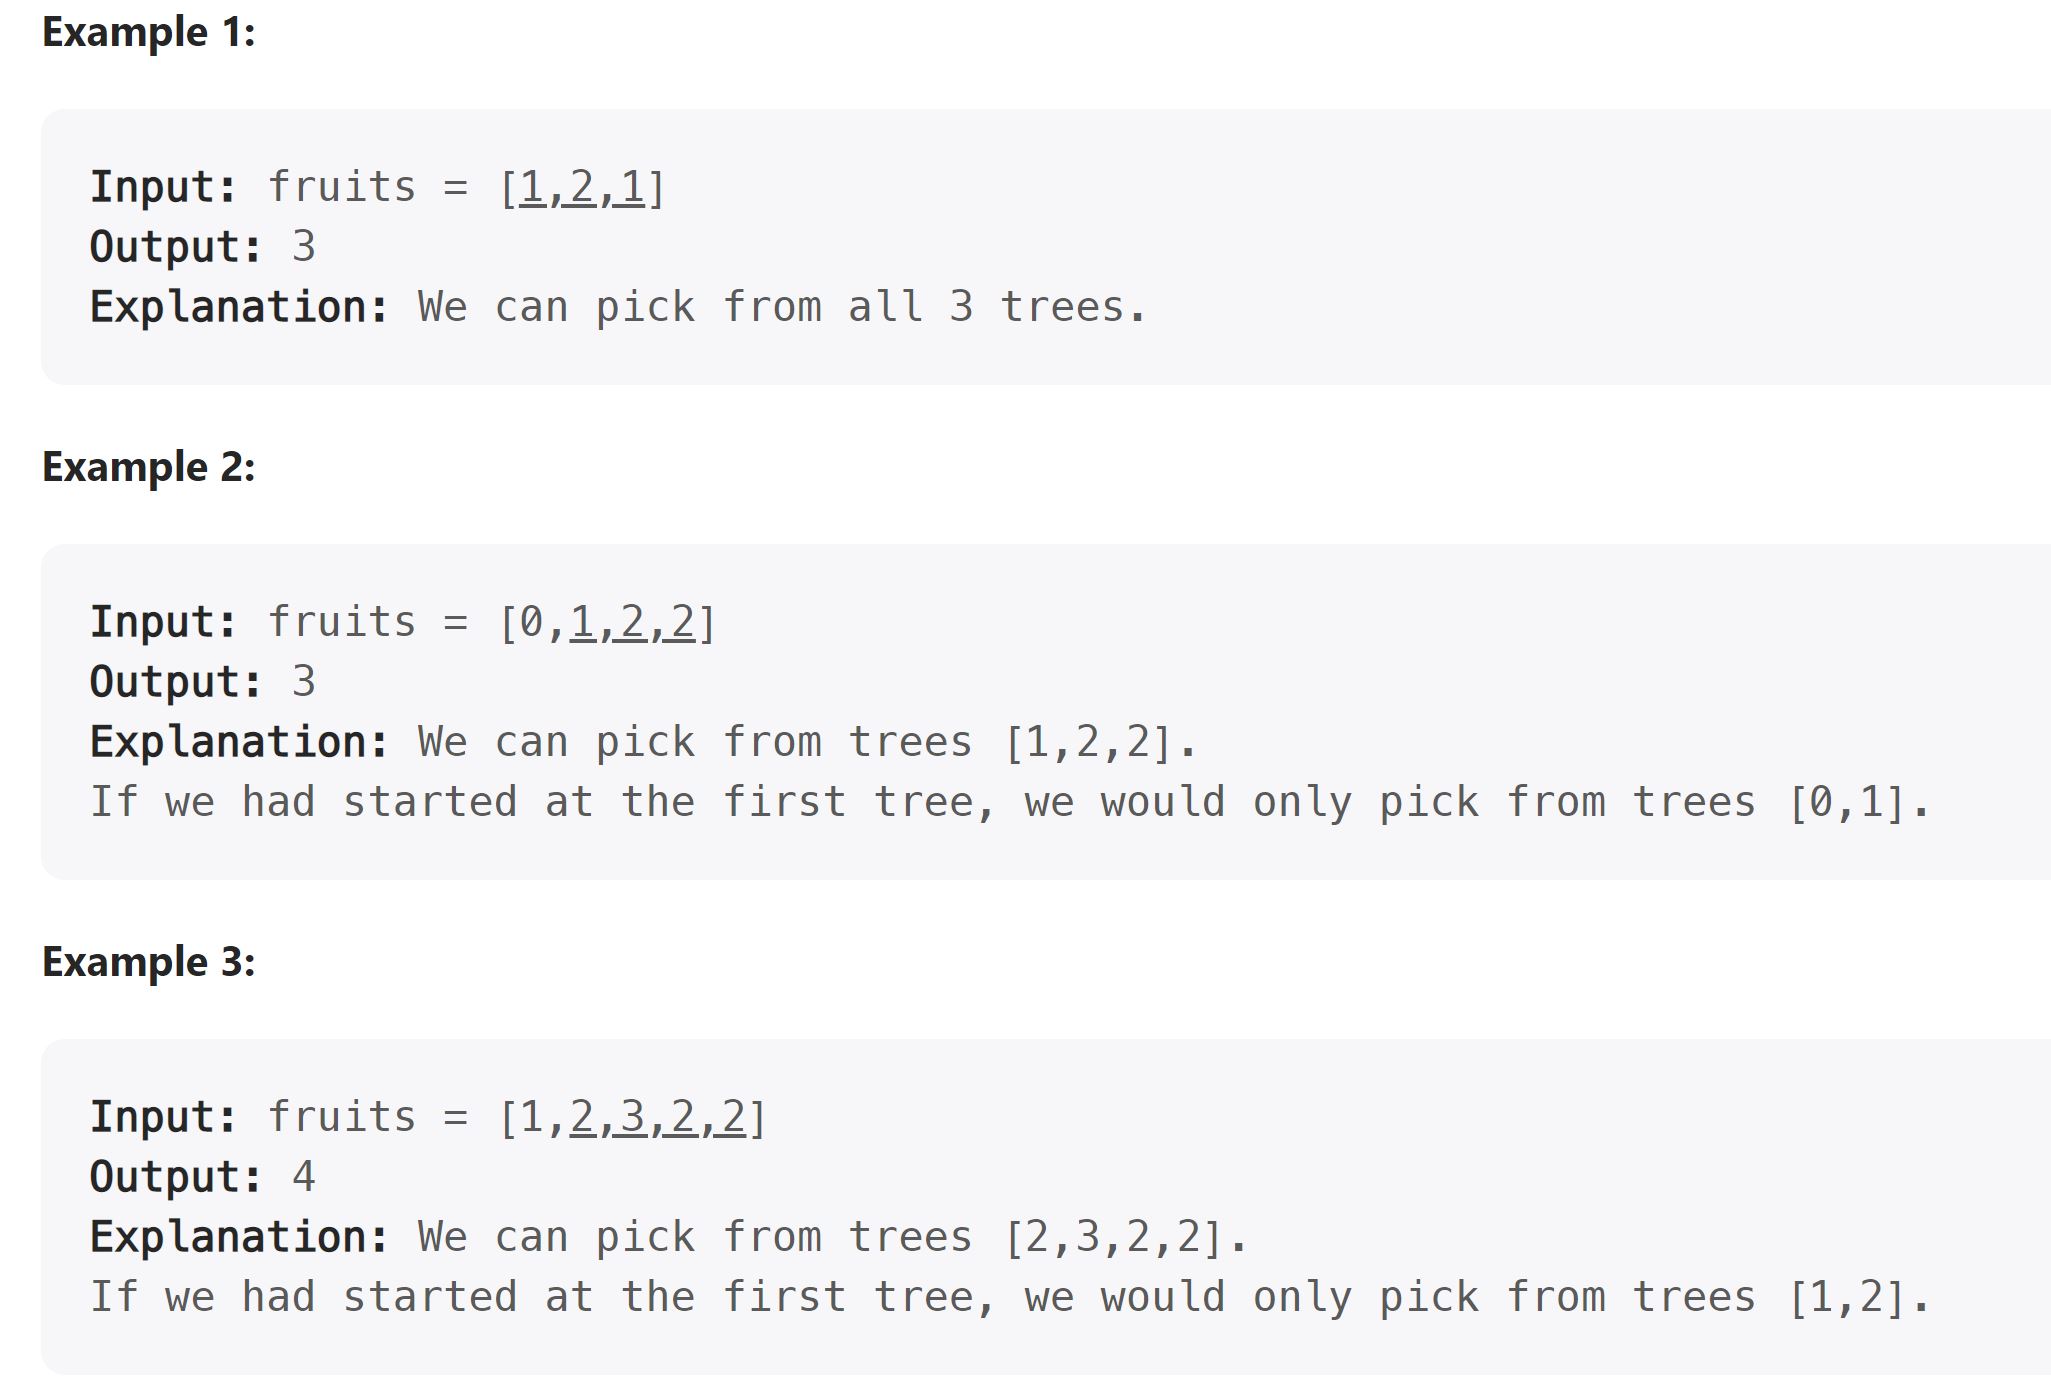 Example 1:
Input: fruits = [1,2,1]
Output: 3
Explanation: We can pick from all 3 trees.
Example 2:
Input: fruits = [0,1,2,2]
Output: 3
Explanation: We can pick from trees [1,2,2].
If we had started at the first tree, we would only pick from trees [0,1].
Example 3:
Input: fruits = [1,2,3,2,2]
Output: 4
Explanation: We can pick from trees [2,3,2,2].
If we had started at the first tree, we would only pick from trees [1,2].